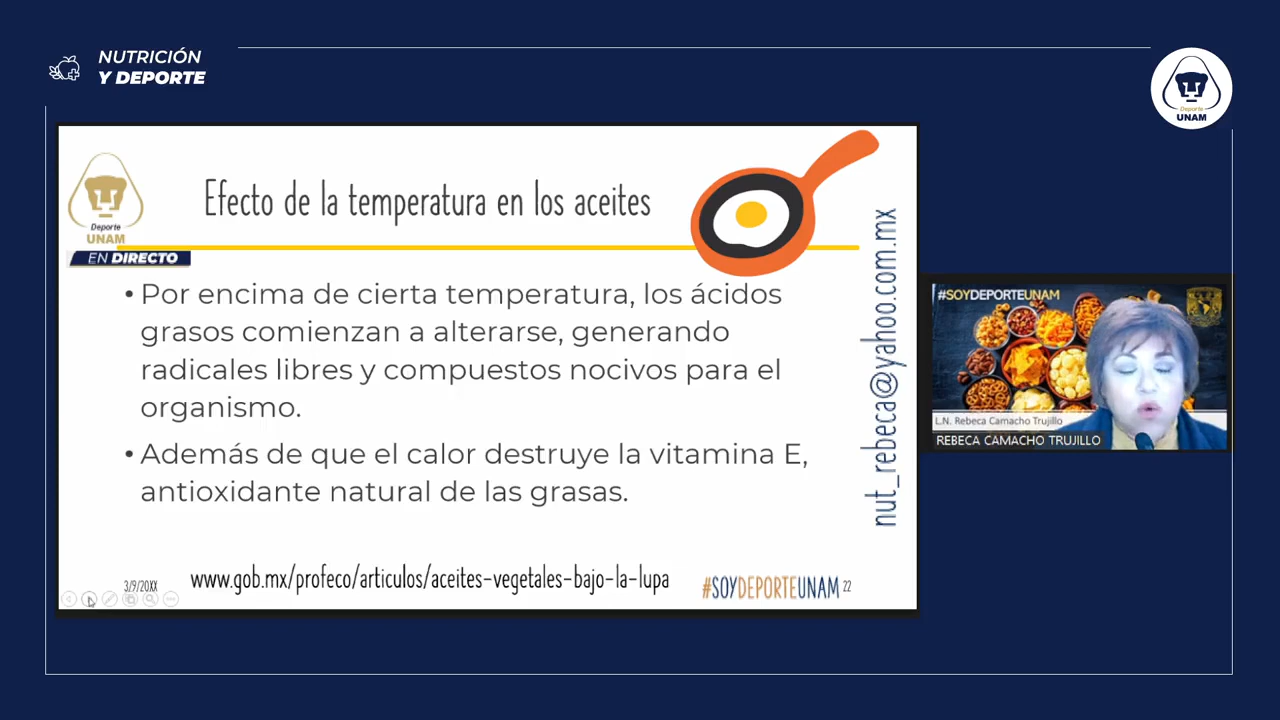 NUTRICIÓN
Y DEPORTE
Deporte
UNAM
Deporte
UNAM
EN DIRECTO
Efecto de la temperatura en los aceites
• Por encima de cierta temperatura, los ácidos
grasos comienzan a alterarse, generando
radicales libres y compuestos nocivos para el
organismo.
• Además de que el calor destruye la vitamina E,
antioxidante natural de las grasas.
nut_rebeca@yahoo.com.mx
3/9/20XX
www.gob.mx/profeco/articulos/aceites-vegetales-bajo-la-lupa
#SOYDEPORTEUNAM
22
#SOYDEPORTEUNAM
L.N. Rebeca Camacho Trujillo
REBECA CAMACHO TRUJILLO